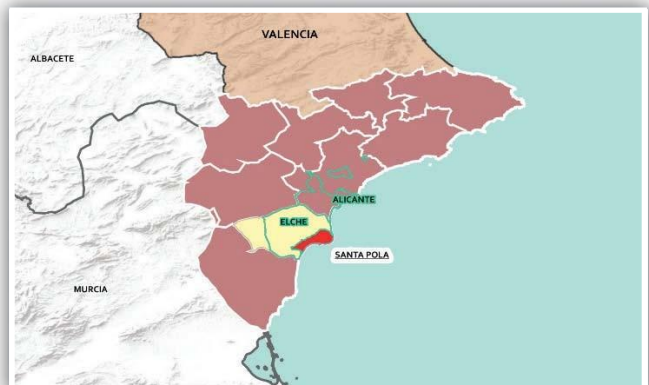 VALENCIA
ALBACETE
ALICANTE
ELCHE
SANTA POLA
MURCIA